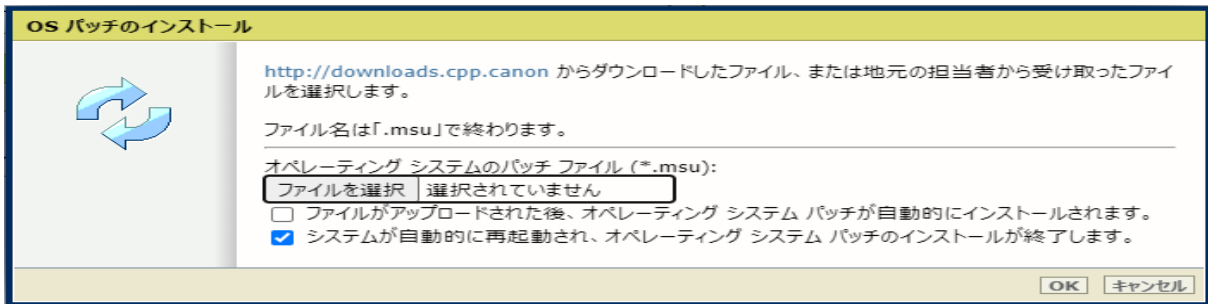 OS パッチのインストール
http://downloads.cpp.canon からダウンロードしたファイル、または地元の担当者から受け取ったファイ
ルを選択します。
ファイル名は「.msu」で終わります。
オペレーティング システムのパッチ ファイル (*.msu):
ファイルを選択 選択されていません
ファイルがアップロードされた後、オペレーティング システム パッチが自動的にインストールされます。
システムが自動的に再起動され、オペレーティング システム パッチのインストールが終了します。
OK キャンセル